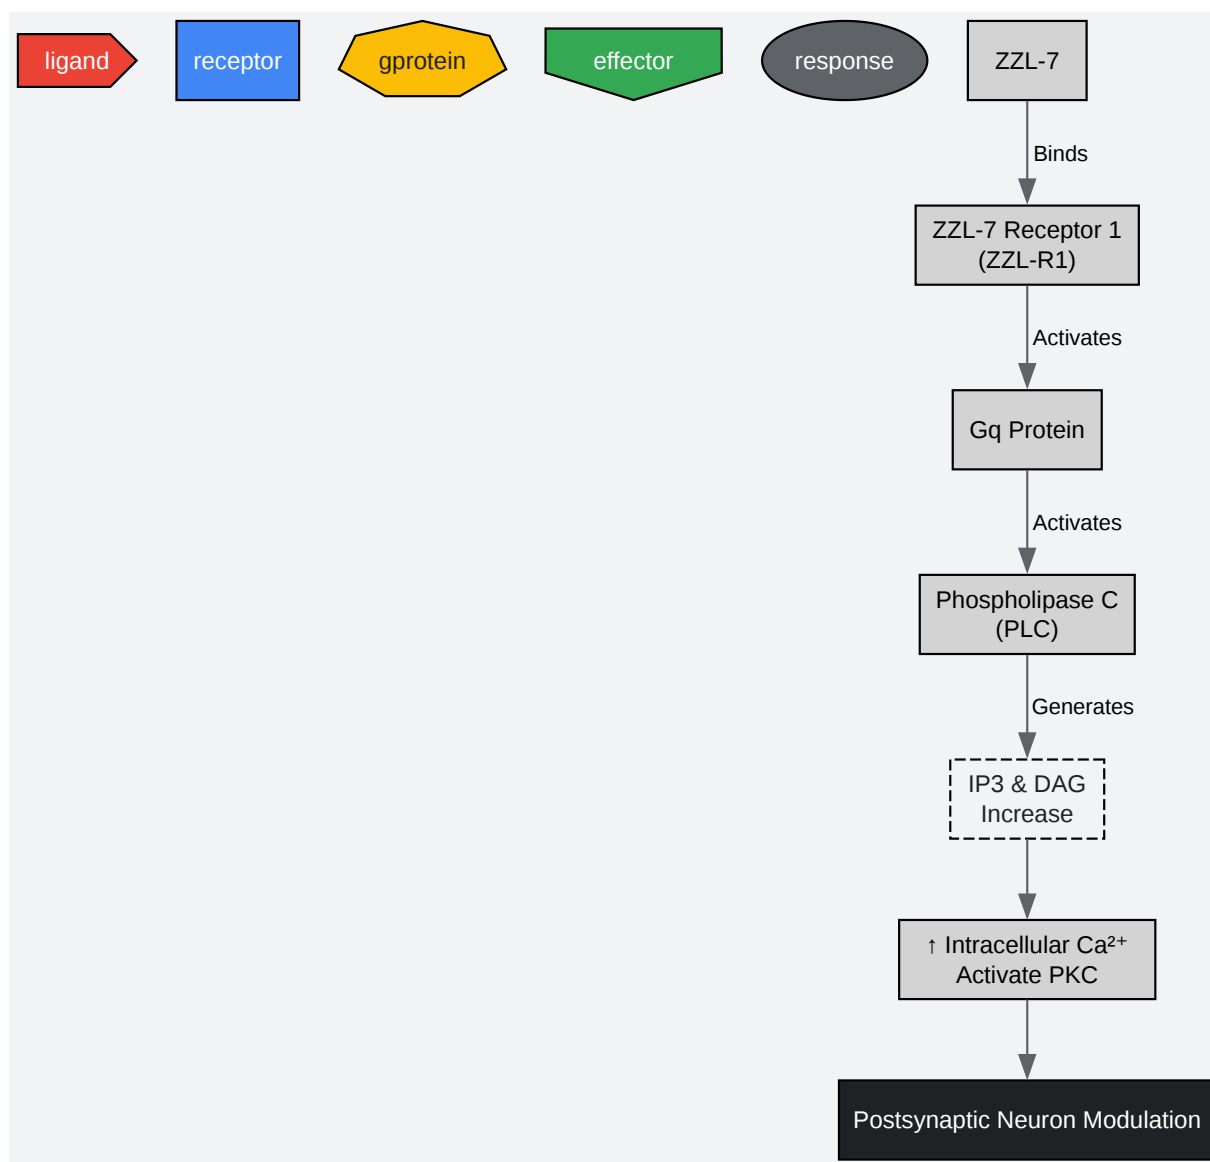 ligand
receptor
gprotein
effector
response
ZZL-7
Binds
ZZL-7 Receptor 1
(ZZL-R1)
Activates
Gq Protein
Activates
Phospholipase C
(PLC)
Generates
IP3 & DAG
Increase
↑ Intracellular Ca²⁺
Activate PKC
Postsynaptic Neuron Modulation